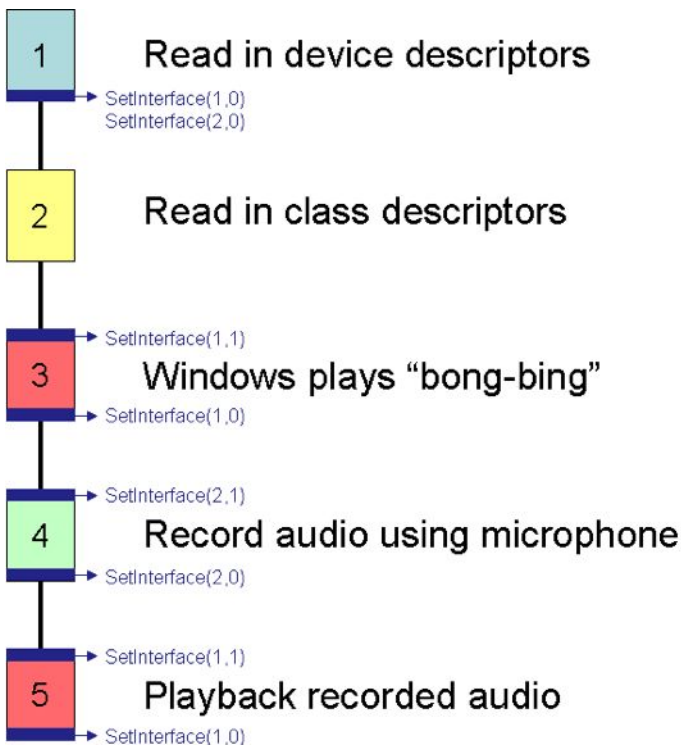 1 Read in device descriptors
SetInterface(1,0)
SetInterface(2,0)
2 Read in class descriptors
SetInterface(1,1)
3 Windows plays “bong-bing”
SetInterface(1,0)
SetInterface(2,1)
4 Record audio using microphone
SetInterface(2,0)
SetInterface(1,1)
5 Playback recorded audio
SetInterface(1,0)